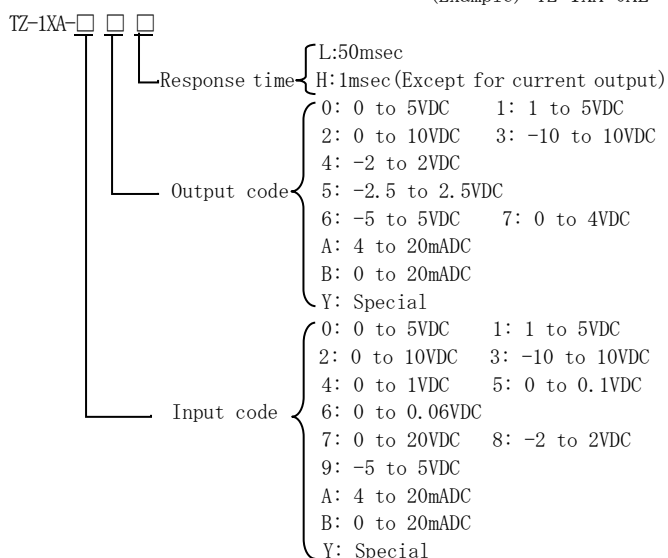 TZ-1XA-□ □ □
L:50msec
Response time H:1msec(Except for current output)
0: 0 to 5VDC 1: 1 to 5VDC
2: 0 to 10VDC 3: -10 to 10VDC
4: -2 to 2VDC
Output code 5: -2.5 to 2.5VDC
6: -5 to 5VDC 7: 0 to 4VDC
A: 4 to 20mADC
B: 0 to 20mADC
Y: Special
0: 0 to 5VDC 1: 1 to 5VDC
2: 0 to 10VDC 3: -10 to 10VDC
4: 0 to 1VDC 5: 0 to 0.1VDC
Input code 6: 0 to 0.06VDC
7: 0 to 20VDC 8: -2 to 2VDC
9: -5 to 5VDC
A: 4 to 20mADC
B: 0 to 20mADC
Y: Special